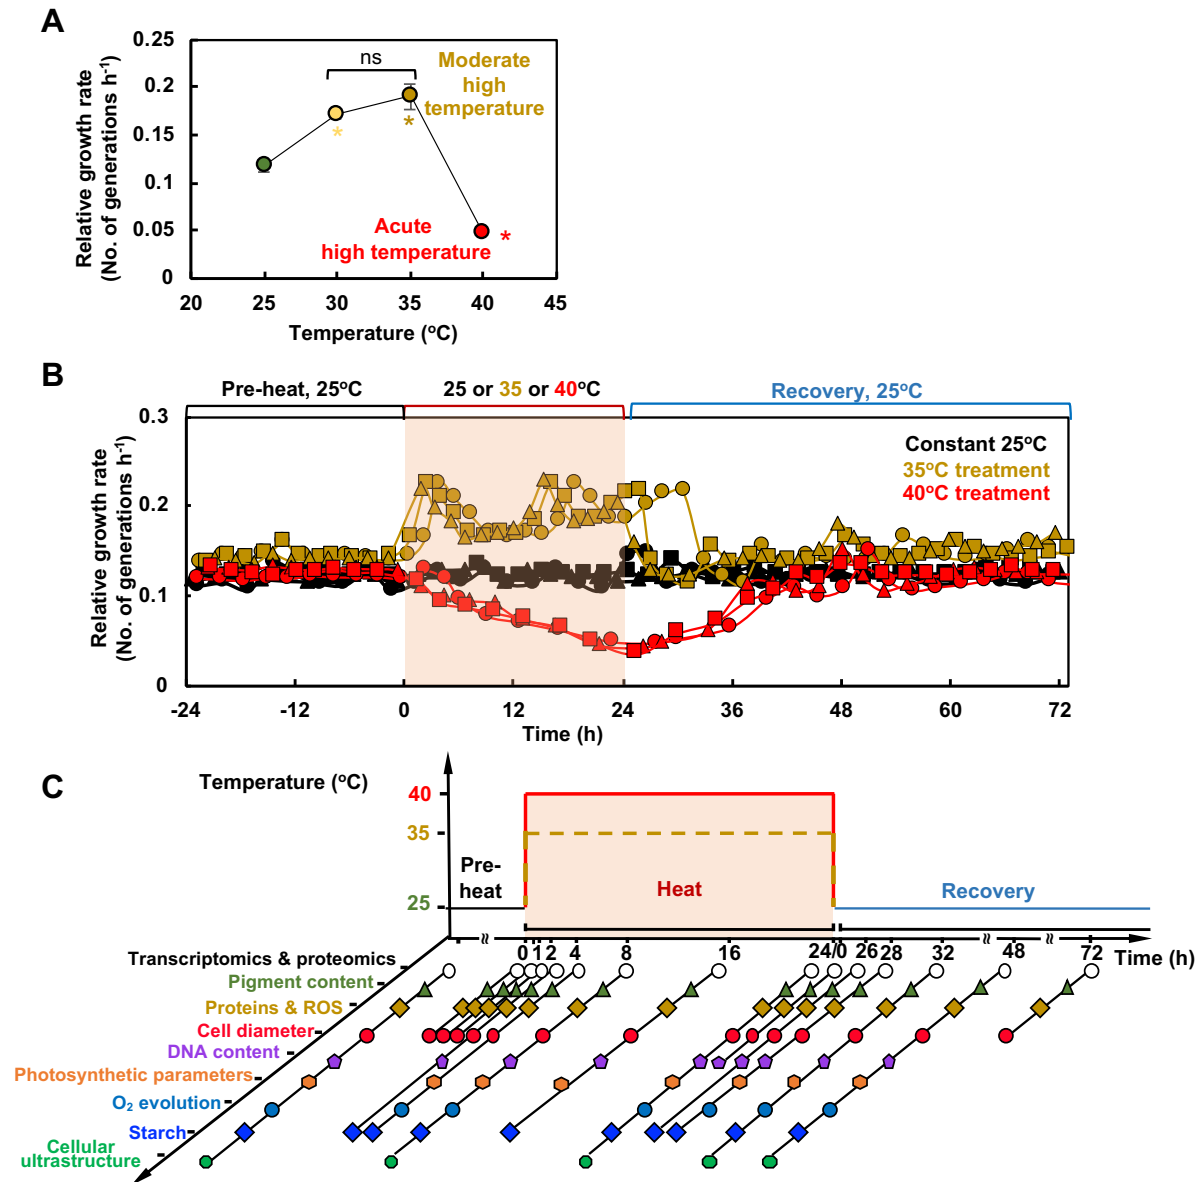 A
0.25
0.2
0.15
0.1
0.05
0
Relative growth rate
(No. of generations h-1)
ns
Moderate
high
temperature
*
*
Acute
high temperature
*
20 25 30 35 40 45
Temperature (oC)
B
Pre-heat, 25oC
25 or 35 or 40oC
Recovery, 25oC
0.3
0.2
0.1
0
Relative growth rate
(No. of generations h-1)
Constant 25oC
35oC treatment
40oC treatment
-24 -12 0 12 24 36 48 60 72
Time (h)
C
Temperature (oC)
40
35
25
Pre-
heat
Heat
Recovery
0 1 2 4 8 16 24/0 26 28 32 48 72
Time (h)
Transcriptomics & proteomics
Pigment content
Proteins & ROS
Cell diameter
DNA content
Photosynthetic parameters
O2 evolution
Starch
Cellular
ultrastructure